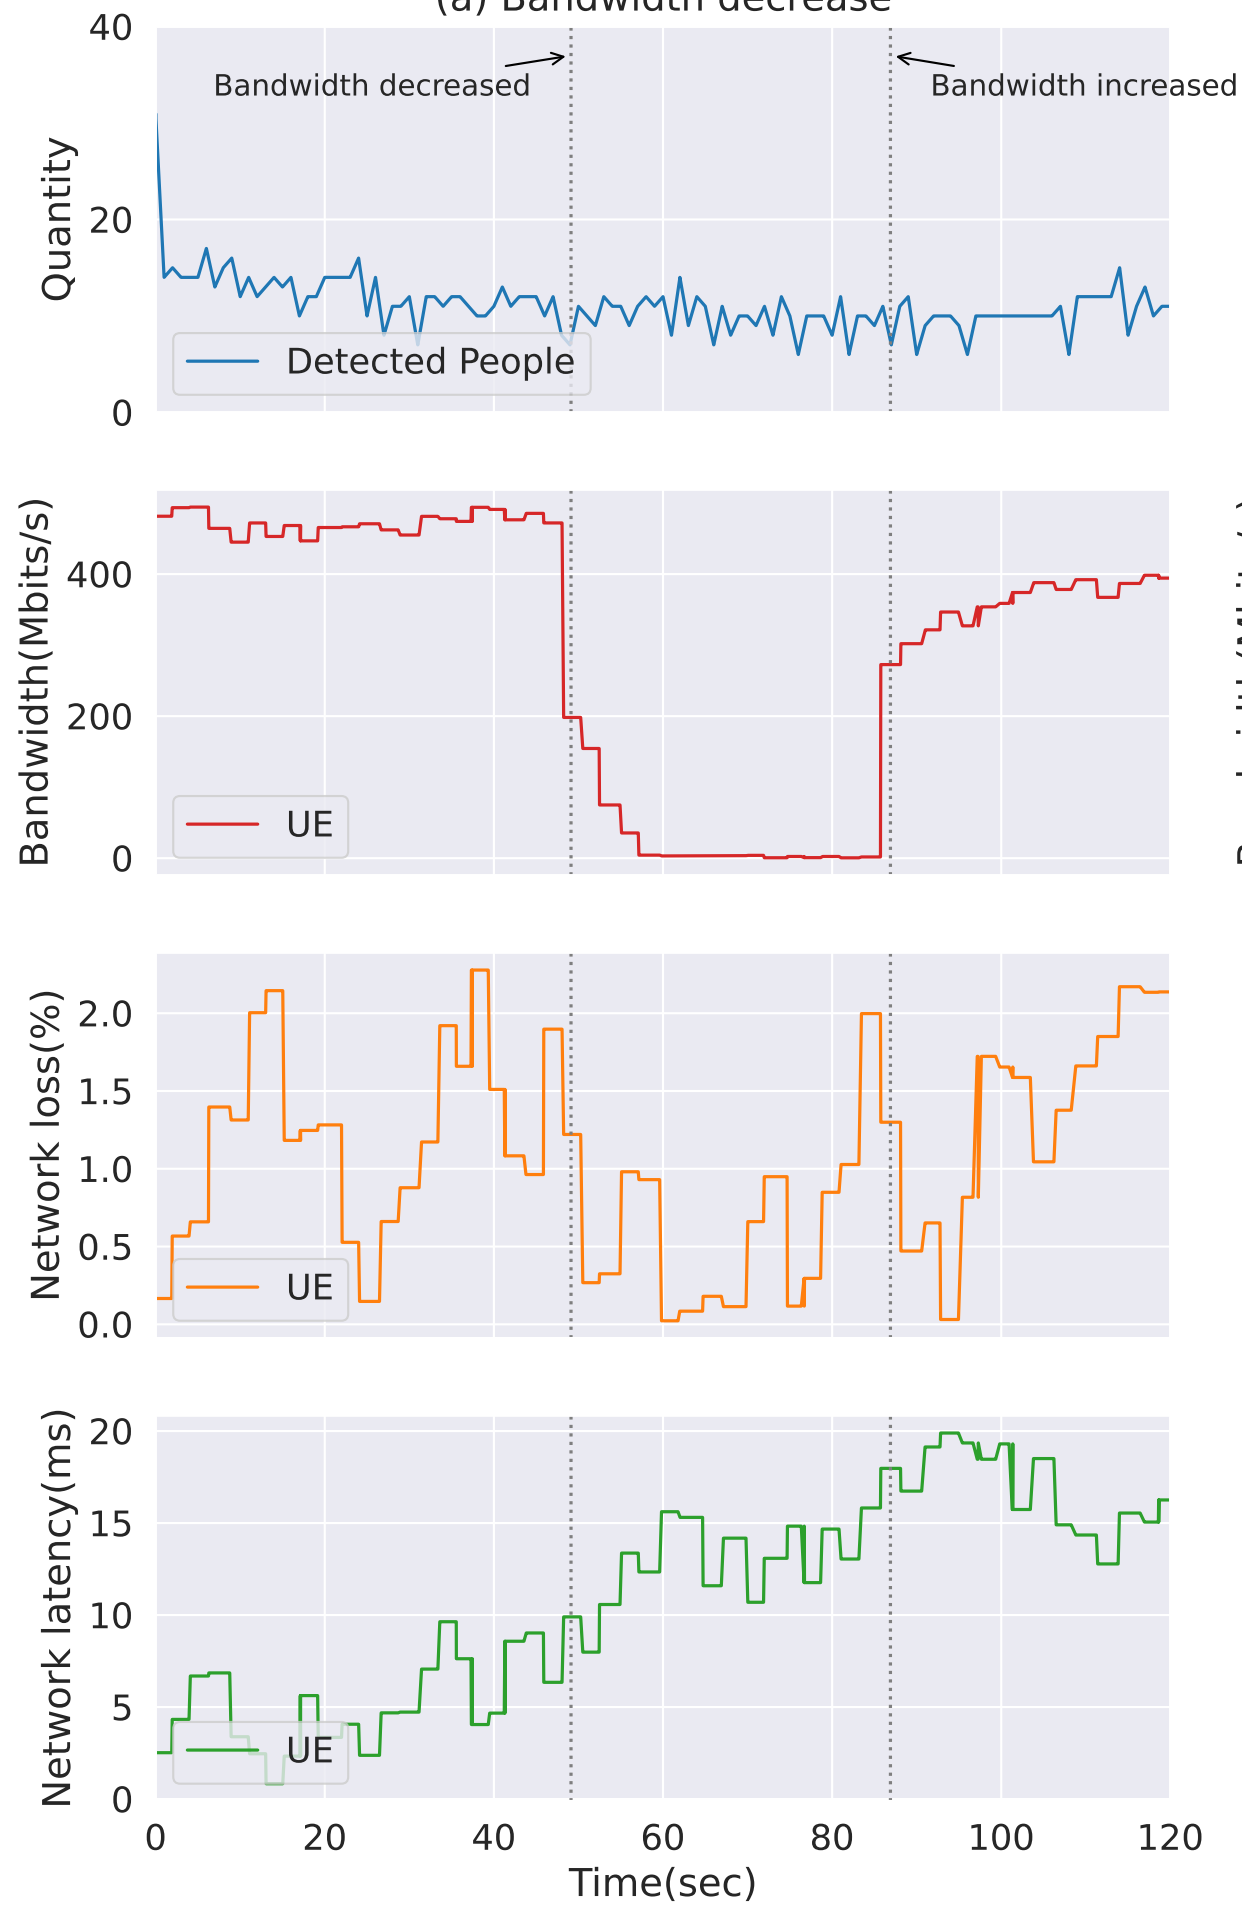 (a) Bandwidth decrease
40
Bandwidth decreased
Bandwidth increased
Quantity
20
Detected People
0
Bandwidth(Mbits/s)
400
200
UE
0
Network loss(%)
2.0
1.5
1.0
0.5
UE
0.0
Network latency(ms)
20
15
10
5
UE
0
0 20 40 60 80 100 120
Time(sec)